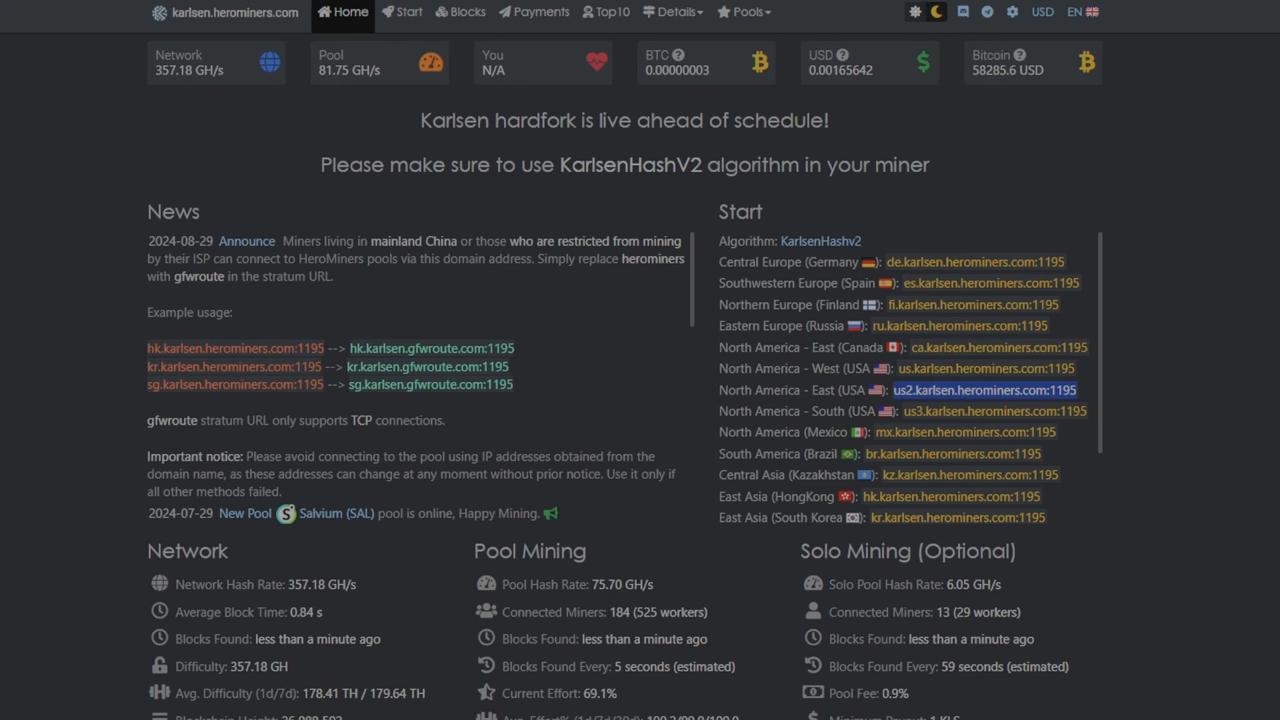 karlsen.herominers.com Home Start Blocks Payments Top10 Details Pools USD EN
Network
357.18 GH/s
Pool
81.75 GH/s
You
N/A
BTC
0.00000003
USD
0.00165642
Bitcoin
58285.6 USD
Karlsen hardfork is live ahead of schedule!
Please make sure to use KarlsenHashV2 algorithm in your miner
News
2024-08-29 Announce Miners living in mainland China or those who are restricted from mining
by their ISP can connect to HeroMiners pools via this domain address. Simply replace herominers
with gfwroute in the stratum URL.
Example usage:
hk.karlsen.herominers.com:1195 --> hk.karlsen.gfwroute.com:1195
kr.karlsen.herominers.com:1195 --> kr.karlsen.gfwroute.com:1195
sg.karlsen.herominers.com:1195 --> sg.karlsen.gfwroute.com:1195
gfwroute stratum URL only supports TCP connections.
Important notice: Please avoid connecting to the pool using IP addresses obtained from the
domain name, as these addresses can change at any moment without prior notice. Use it only if
all other methods failed.
2024-07-29 New Pool Salvium (SAL) pool is online, Happy Mining.
Start
Algorithm: KarlsenHashv2
Central Europe (Germany): de.karlsen.herominers.com:1195
Southwestern Europe (Spain): es.karlsen.herominers.com:1195
Northern Europe (Finland): fi.karlsen.herominers.com:1195
Eastern Europe (Russia): ru.karlsen.herominers.com:1195
North America - East (Canada): ca.karlsen.herominers.com:1195
North America - West (USA): us.karlsen.herominers.com:1195
North America - East (USA): us2.karlsen.herominers.com:1195
North America - South (USA): us3.karlsen.herominers.com:1195
North America (Mexico): mx.karlsen.herominers.com:1195
South America (Brazil): br.karlsen.herominers.com:1195
Central Asia (Kazakhstan): kz.karlsen.herominers.com:1195
East Asia (HongKong): hk.karlsen.herominers.com:1195
East Asia (South Korea): kr.karlsen.herominers.com:1195
Network
Network Hash Rate: 357.18 GH/s
Average Block Time: 0.84 s
Blocks Found: less than a minute ago
Difficulty: 357.18 GH
Avg. Difficulty (1d/7d): 178.41 TH / 179.64 TH
Pool Mining
Pool Hash Rate: 75.70 GH/s
Connected Miners: 184 (525 workers)
Blocks Found: less than a minute ago
Blocks Found Every: 5 seconds (estimated)
Current Effort: 69.1%
Solo Mining (Optional)
Solo Pool Hash Rate: 6.05 GH/s
Connected Miners: 13 (29 workers)
Blocks Found: less than a minute ago
Blocks Found Every: 59 seconds (estimated)
Pool Fee: 0.9%